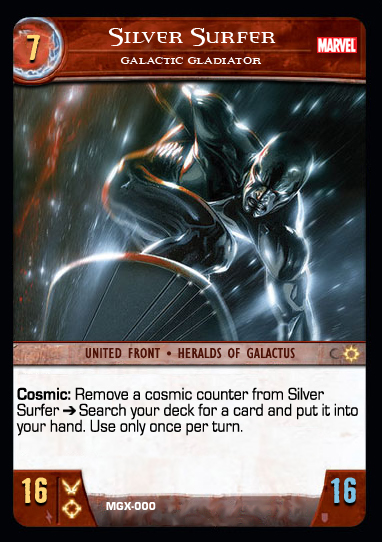 7
SILVER SURFER
GALACTIC GLADIATOR
MARVEL
UNITED FRONT • HERALDS OF GALACTUS
C
Cosmic: Remove a cosmic counter from Silver
Surfer ➔ Search your deck for a card and put it into
your hand. Use only once per turn.
16
MGX-000
16